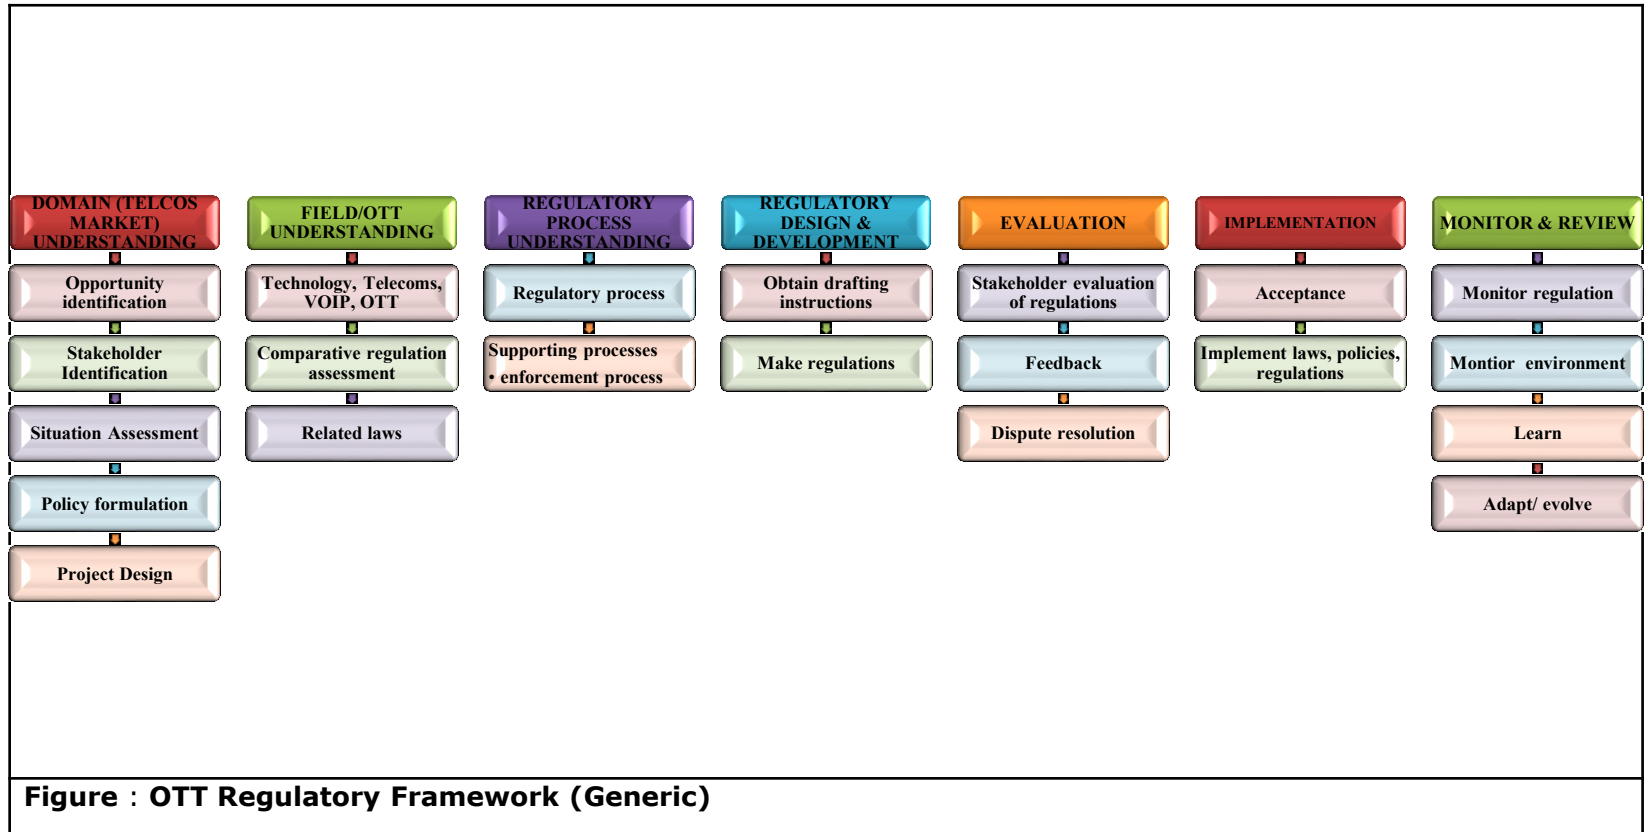 DOMAIN (TELCOS
MARKET)
UNDERSTANDING
Opportunity
identification
Stakeholder
Identification
Situation Assessment
Policy formulation
Project Design
FIELD/OTT
UNDERSTANDING
Technology, Telecoms,
VOIP, OTT
Comparative regulation
assessment
Related laws
REGULATORY
PROCESS
UNDERSTANDING
Regulatory process
Supporting processes
• enforcement process
REGULATORY
DESIGN &
DEVELOPMENT
Obtain drafting
instructions
Make regulations
EVALUATION
Stakeholder evaluation
of regulations
Feedback
Dispute resolution
IMPLEMENTATION
Acceptance
Implement laws, policies,
regulations
MONITOR & REVIEW
Monitor regulation
Montior environment
Learn
Adapt/ evolve
Figure : OTT Regulatory Framework (Generic)